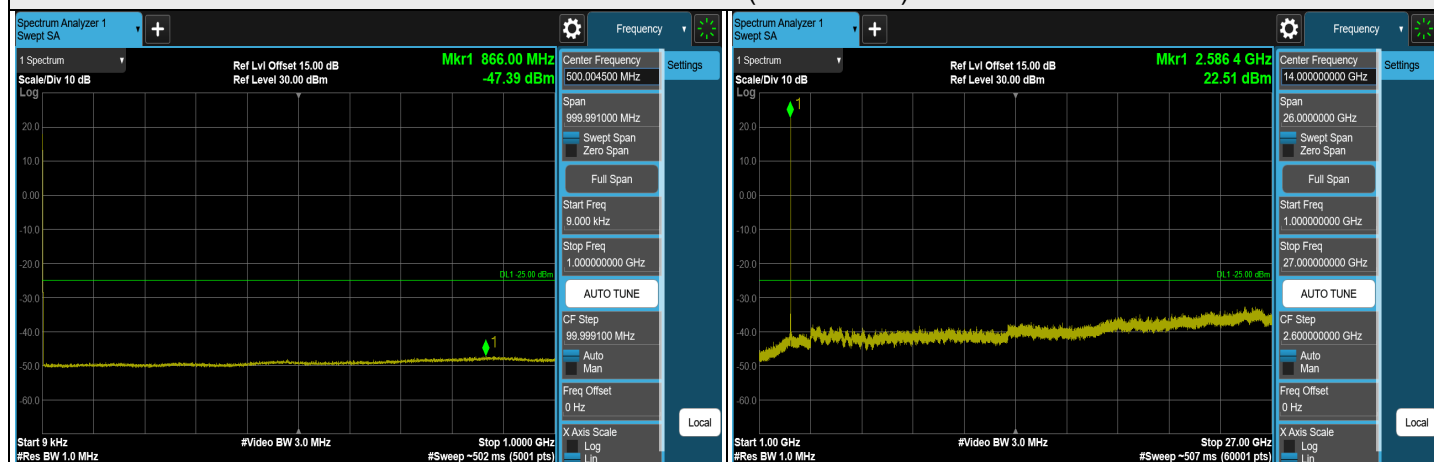 Spectrum Analyzer 1
Swept SA
+
Frequency
1 Spectrum
Scale/Div 10 dB
Log
Ref Lvl Offset 15.00 dB
Ref Level 30.00 dBm
Mkr1 866.00 MHz
-47.39 dBm
20.0
10.0
0.00
-10.0
-20.0
-30.0
-40.0
-50.0
-60.0
DL1 -25.00 dBm
1
Start 9 kHz
#Res BW 1.0 MHz
#Video BW 3.0 MHz
Stop 1.0000 GHz
#Sweep ~502 ms (5001 pts)
Center Frequency
500.004500 MHz
Span
999.991000 MHz
Swept Span
Zero Span
Full Span
Start Freq
9.000 kHz
Stop Freq
1.000000000 GHz
AUTO TUNE
CF Step
99.999100 MHz
Auto
Man
Freq Offset
0 Hz
X Axis Scale
Log
Lin
Settings
Local
Spectrum Analyzer 1
Swept SA
+
Frequency
1 Spectrum
Scale/Div 10 dB
Log
Ref Lvl Offset 15.00 dB
Ref Level 30.00 dBm
Mkr1 2.586 4 GHz
22.51 dBm
1
20.0
10.0
0.00
-10.0
-20.0
-30.0
-40.0
-50.0
-60.0
DL1 -25.00 dBm
Start 1.00 GHz
#Res BW 1.0 MHz
#Video BW 3.0 MHz
Stop 27.00 GHz
#Sweep ~507 ms (60001 pts)
Center Frequency
14.000000000 GHz
Span
26.0000000 GHz
Swept Span
Zero Span
Full Span
Start Freq
1.000000000 GHz
Stop Freq
27.000000000 GHz
AUTO TUNE
CF Step
2.600000000 GHz
Auto
Man
Freq Offset
0 Hz
X Axis Scale
Log
Lin
Settings
Local